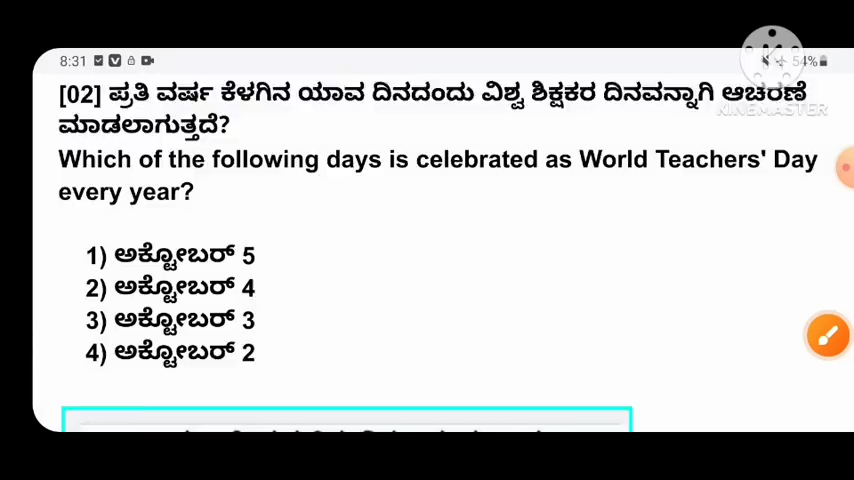 8:31
54%
KINEMASTER
[02] ಪ್ರತಿ ವರ್ಷ ಕೆಳಗಿನ ಯಾವ ದಿನದಂದು ವಿಶ್ವ ಶಿಕ್ಷಕರ ದಿನವನ್ನಾಗಿ ಆಚರಣೆ
ಮಾಡಲಾಗುತ್ತದೆ?
Which of the following days is celebrated as World Teachers' Day
every year?
1) ಅಕ್ಟೋಬರ್ 5
2) ಅಕ್ಟೋಬರ್ 4
3) ಅಕ್ಟೋಬರ್ 3
4) ಅಕ್ಟೋಬರ್ 2